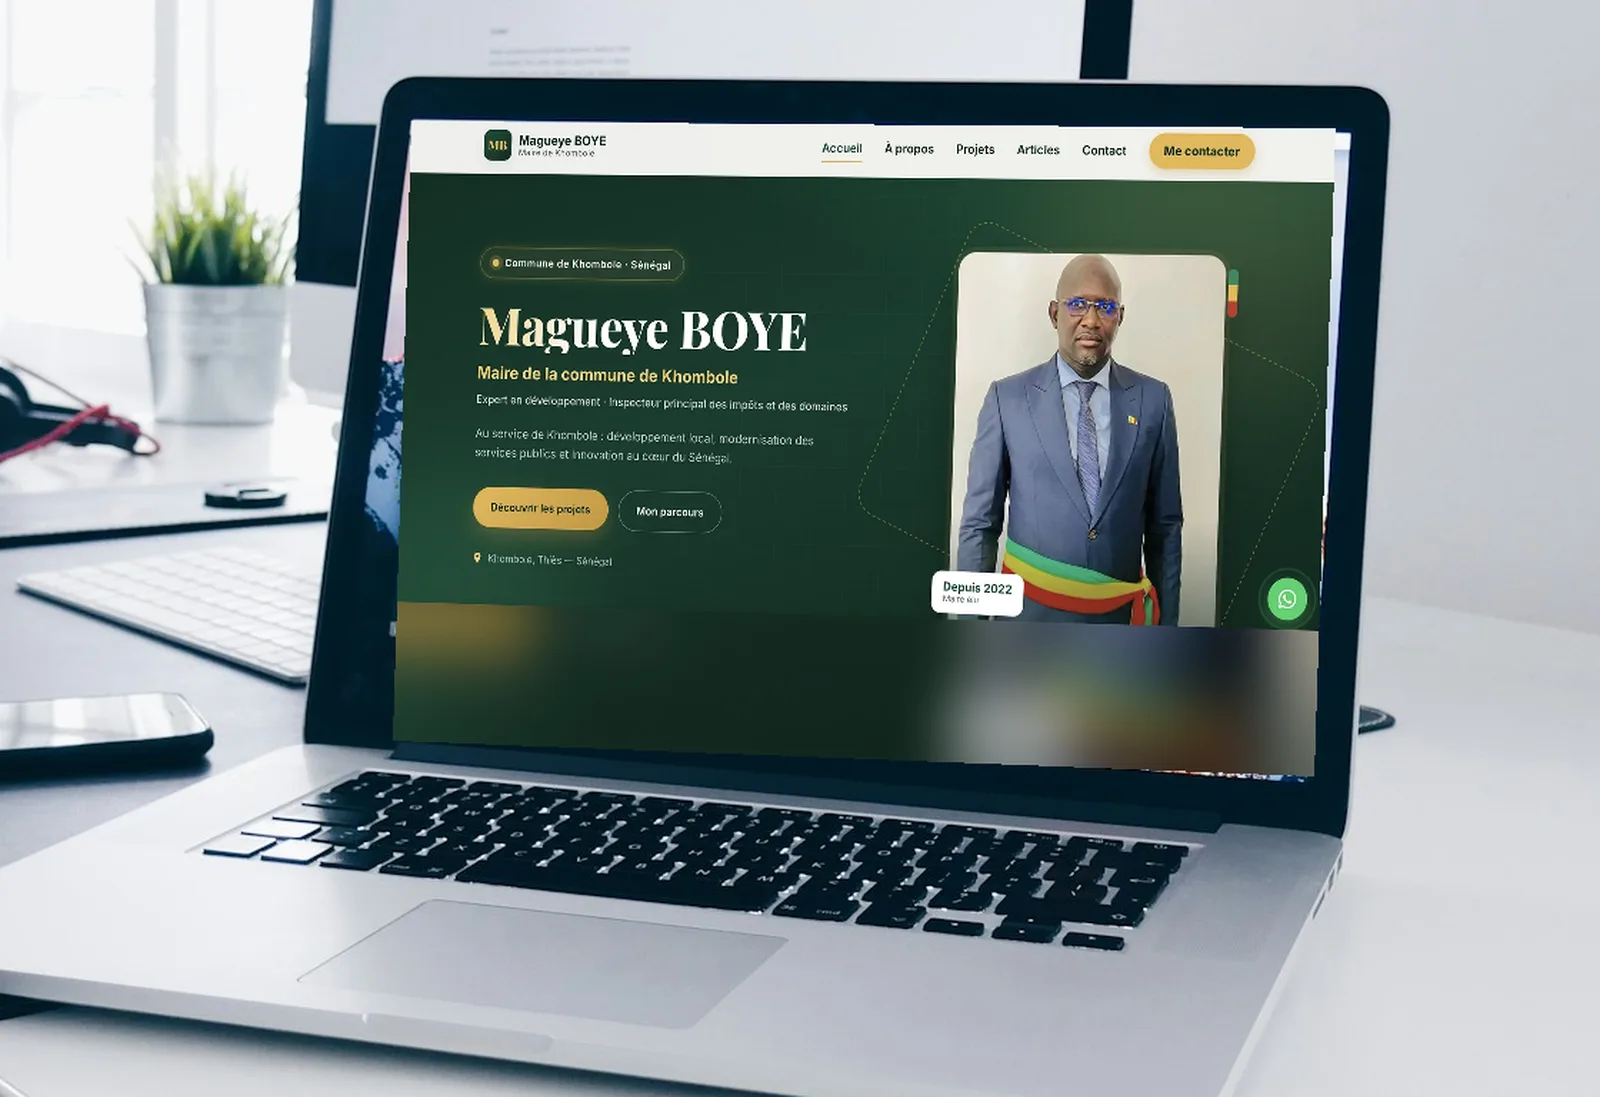 MB
Magueye BOYE
Maire de Khombole
Accueil
À propos
Projets
Articles
Contact
Me contacter
Commune de Khombole · Sénégal
Magueye BOYE
Maire de la commune de Khombole
Expert en développement · Inspecteur principal des impôts et des domaines
Au service de Khombole : développement local, modernisation des
services publics et innovation au cœur du Sénégal.
Découvrir les projets
Mon parcours
Khombole, Thiès — Sénégal
Depuis 2022
Maire élu
cmd